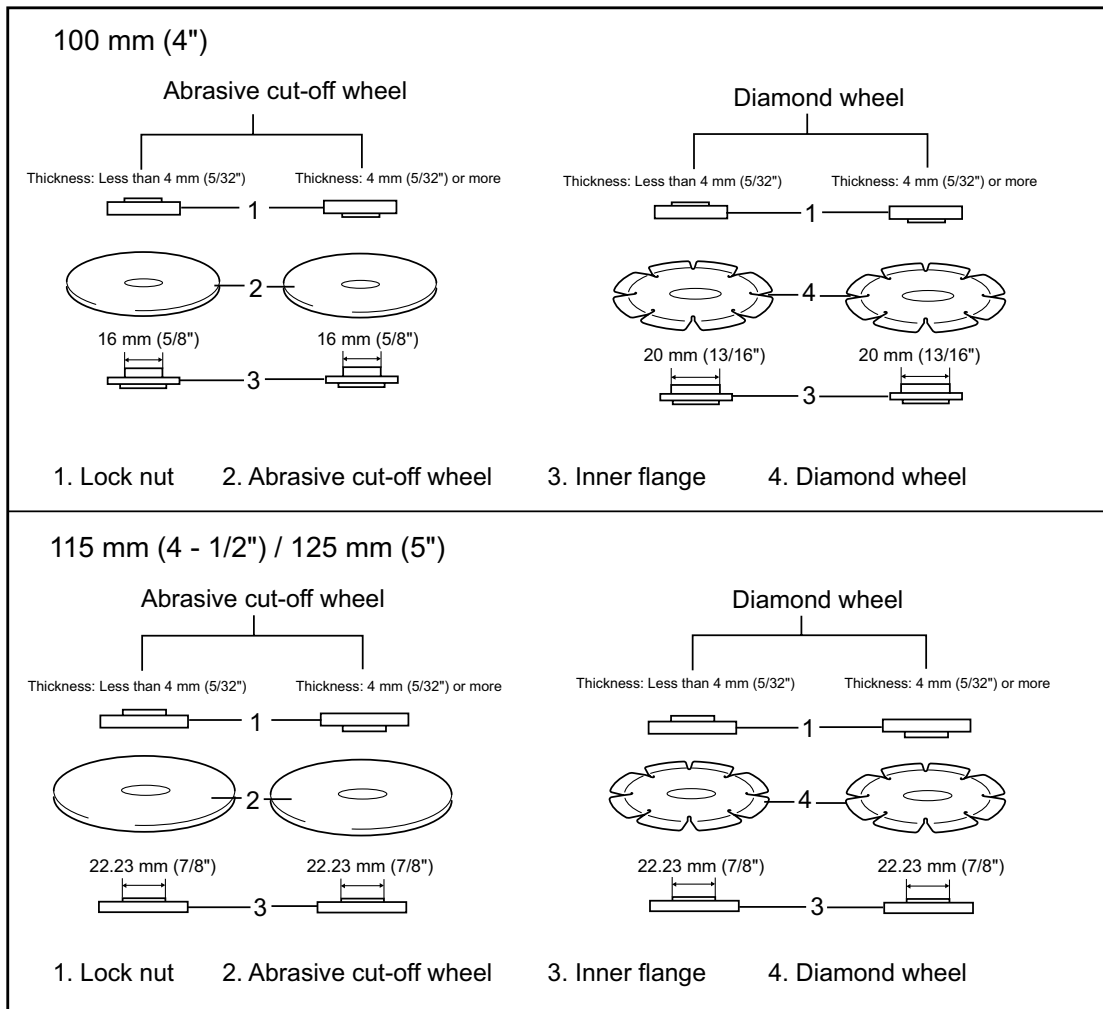 100 mm (4")
Abrasive cut-off wheel
Diamond wheel
Thickness: Less than 4 mm (5/32")
Thickness: 4 mm (5/32") or more
Thickness: Less than 4 mm (5/32")
Thickness: 4 mm (5/32") or more
1
1
2
4
16 mm (5/8")
16 mm (5/8")
20 mm (13/16")
20 mm (13/16")
3
3
1. Lock nut 2. Abrasive cut-off wheel 3. Inner flange 4. Diamond wheel
115 mm (4 - 1/2") / 125 mm (5")
Abrasive cut-off wheel
Diamond wheel
Thickness: Less than 4 mm (5/32")
Thickness: 4 mm (5/32") or more
Thickness: Less than 4 mm (5/32")
Thickness: 4 mm (5/32") or more
1
1
2
4
22.23 mm (7/8")
22.23 mm (7/8")
22.23 mm (7/8")
22.23 mm (7/8")
3
3
1. Lock nut 2. Abrasive cut-off wheel 3. Inner flange 4. Diamond wheel